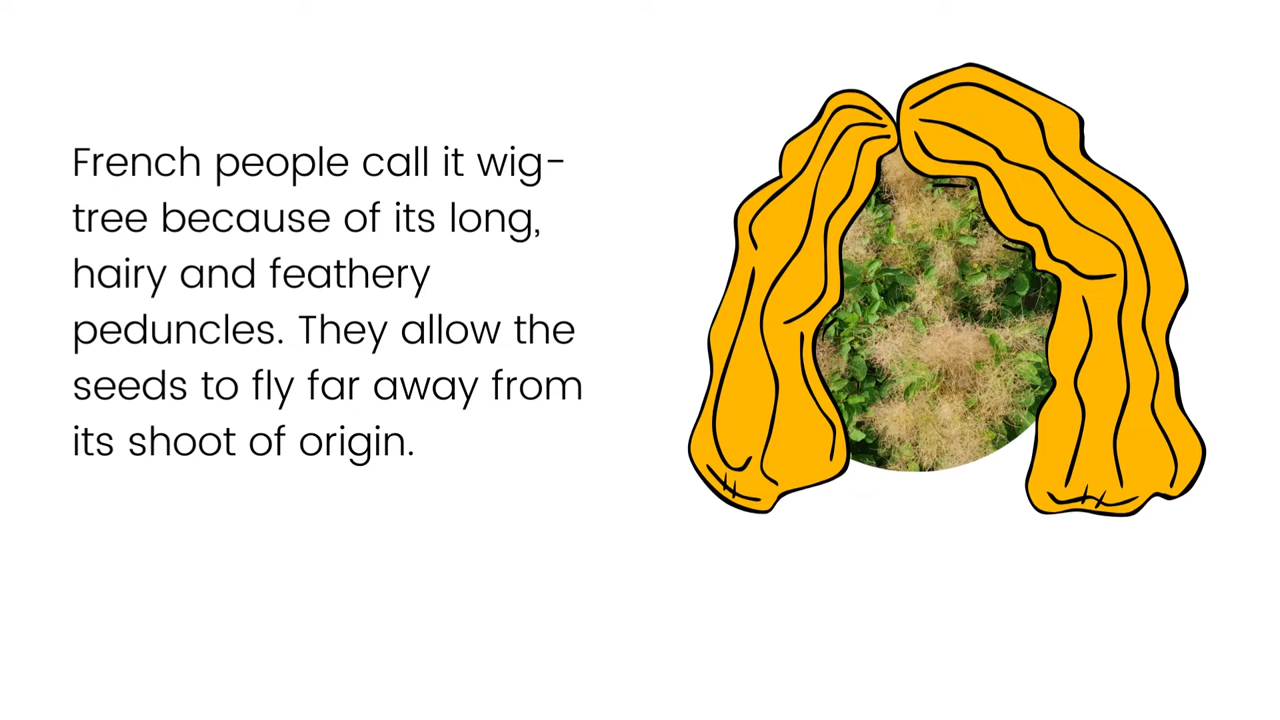 French people call it wig-
tree because of its long,
hairy and feathery
peduncles. They allow the
seeds to fly far away from
its shoot of origin.